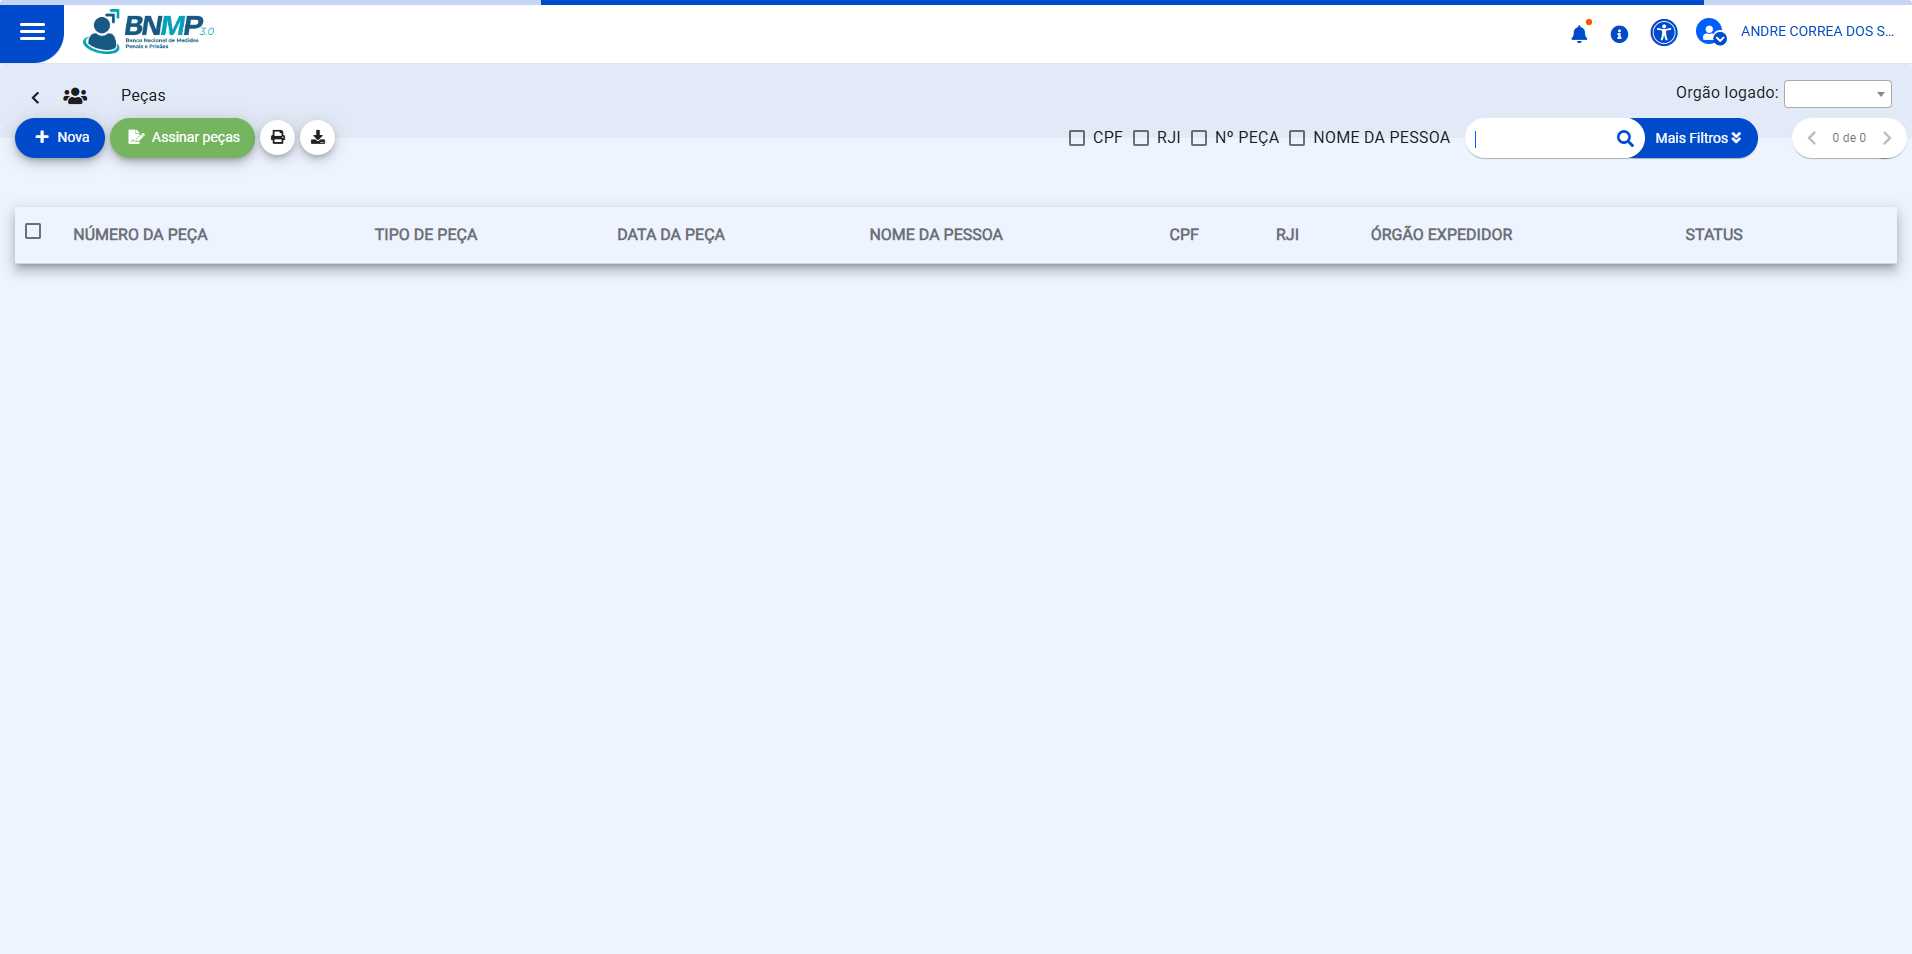 BNMP 3.0
Banco Nacional de Medidas
Penais e Prisões
ANDRE CORREA DOS S...
Peças
Orgão logado:
Nova
Assinar peças
CPF
RJI
Nº PEÇA
NOME DA PESSOA
Mais Filtros
0 de 0
NÚMERO DA PEÇA
TIPO DE PEÇA
DATA DA PEÇA
NOME DA PESSOA
CPF
RJI
ÓRGÃO EXPEDIDOR
STATUS